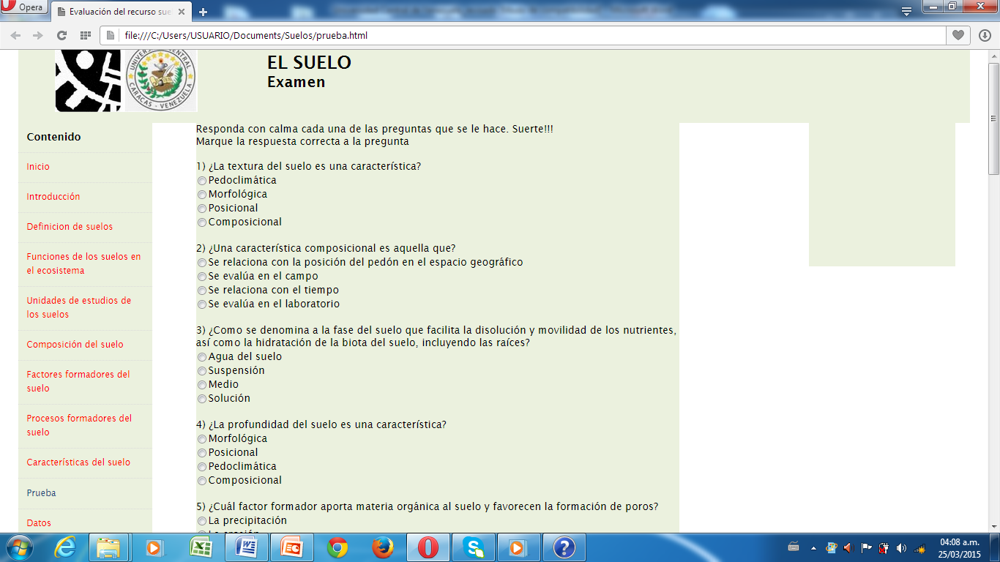 Opera
Evaluación del recurso sue
file:///C:/Users/USUARIO/Documents/Suelos/prueba.html
UNIVERSIDAD CENTRAL
CARACAS - VENEZUELA
EL SUELO
Examen
Contenido
Inicio
Introducción
Definicion de suelos
Funciones de los suelos en
el ecosistema
Unidades de estudios de
los suelos
Composición del suelo
Factores formadores del
suelo
Procesos formadores del
suelo
Características del suelo
Prueba
Datos
Responda con calma cada una de las preguntas que se le hace. Suerte!!!
Marque la respuesta correcta a la pregunta
1) ¿La textura del suelo es una característica?
Pedoclimática
Morfológica
Posicional
Composicional
2) ¿Una característica composicional es aquella que?
Se relaciona con la posición del pedón en el espacio geográfico
Se evalúa en el campo
Se relaciona con el tiempo
Se evalúa en el laboratorio
3) ¿Como se denomina a la fase del suelo que facilita la disolución y movilidad de los nutrientes,
así como la hidratación de la biota del suelo, incluyendo las raíces?
Agua del suelo
Suspensión
Medio
Solución
4) ¿La profundidad del suelo es una característica?
Morfológica
Posicional
Pedoclimática
Composicional
5) ¿Cuál factor formador aporta materia orgánica al suelo y favorecen la formación de poros?
La precipitación
04:08 a.m.
25/03/2015